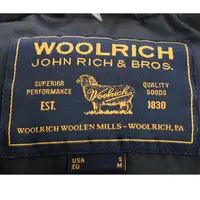 WOOLRICH
JOHN RICH & BROS.
SUPERIOR PERFORMANCE
QUALITY GOODS
Woolrich
EST. 1830
WOOLRICH WOOLEN MILLS - WOOLRICH, PA
USA S
EU M